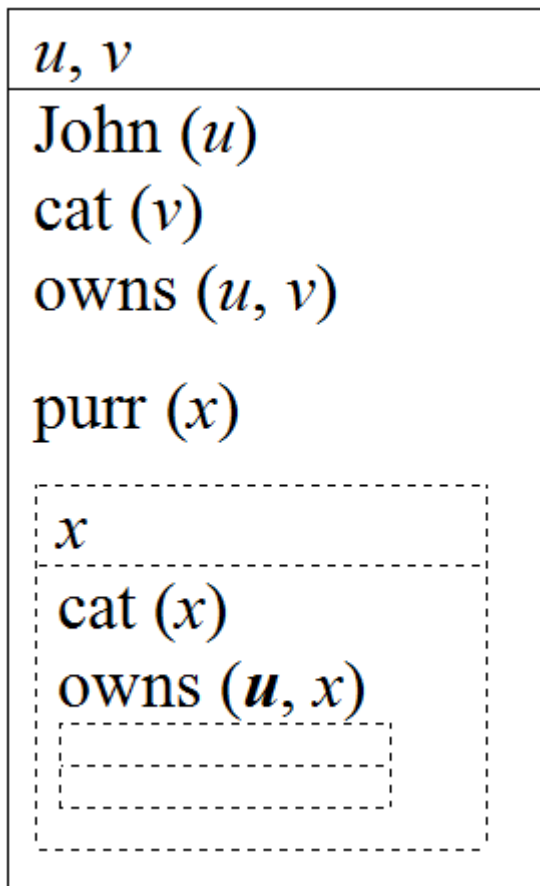 u, v
John (u)
cat (v)
owns (u, v)
purr (x)
x
cat (x)
owns (u, x)